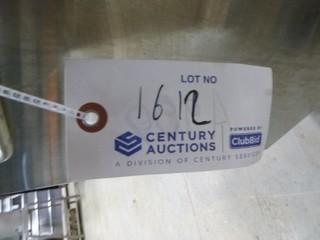 LOT NO
1612
CENTURY AUCTIONS
POWERED BY
ClubBid
A DIVISION OF CENTURY SERVICES